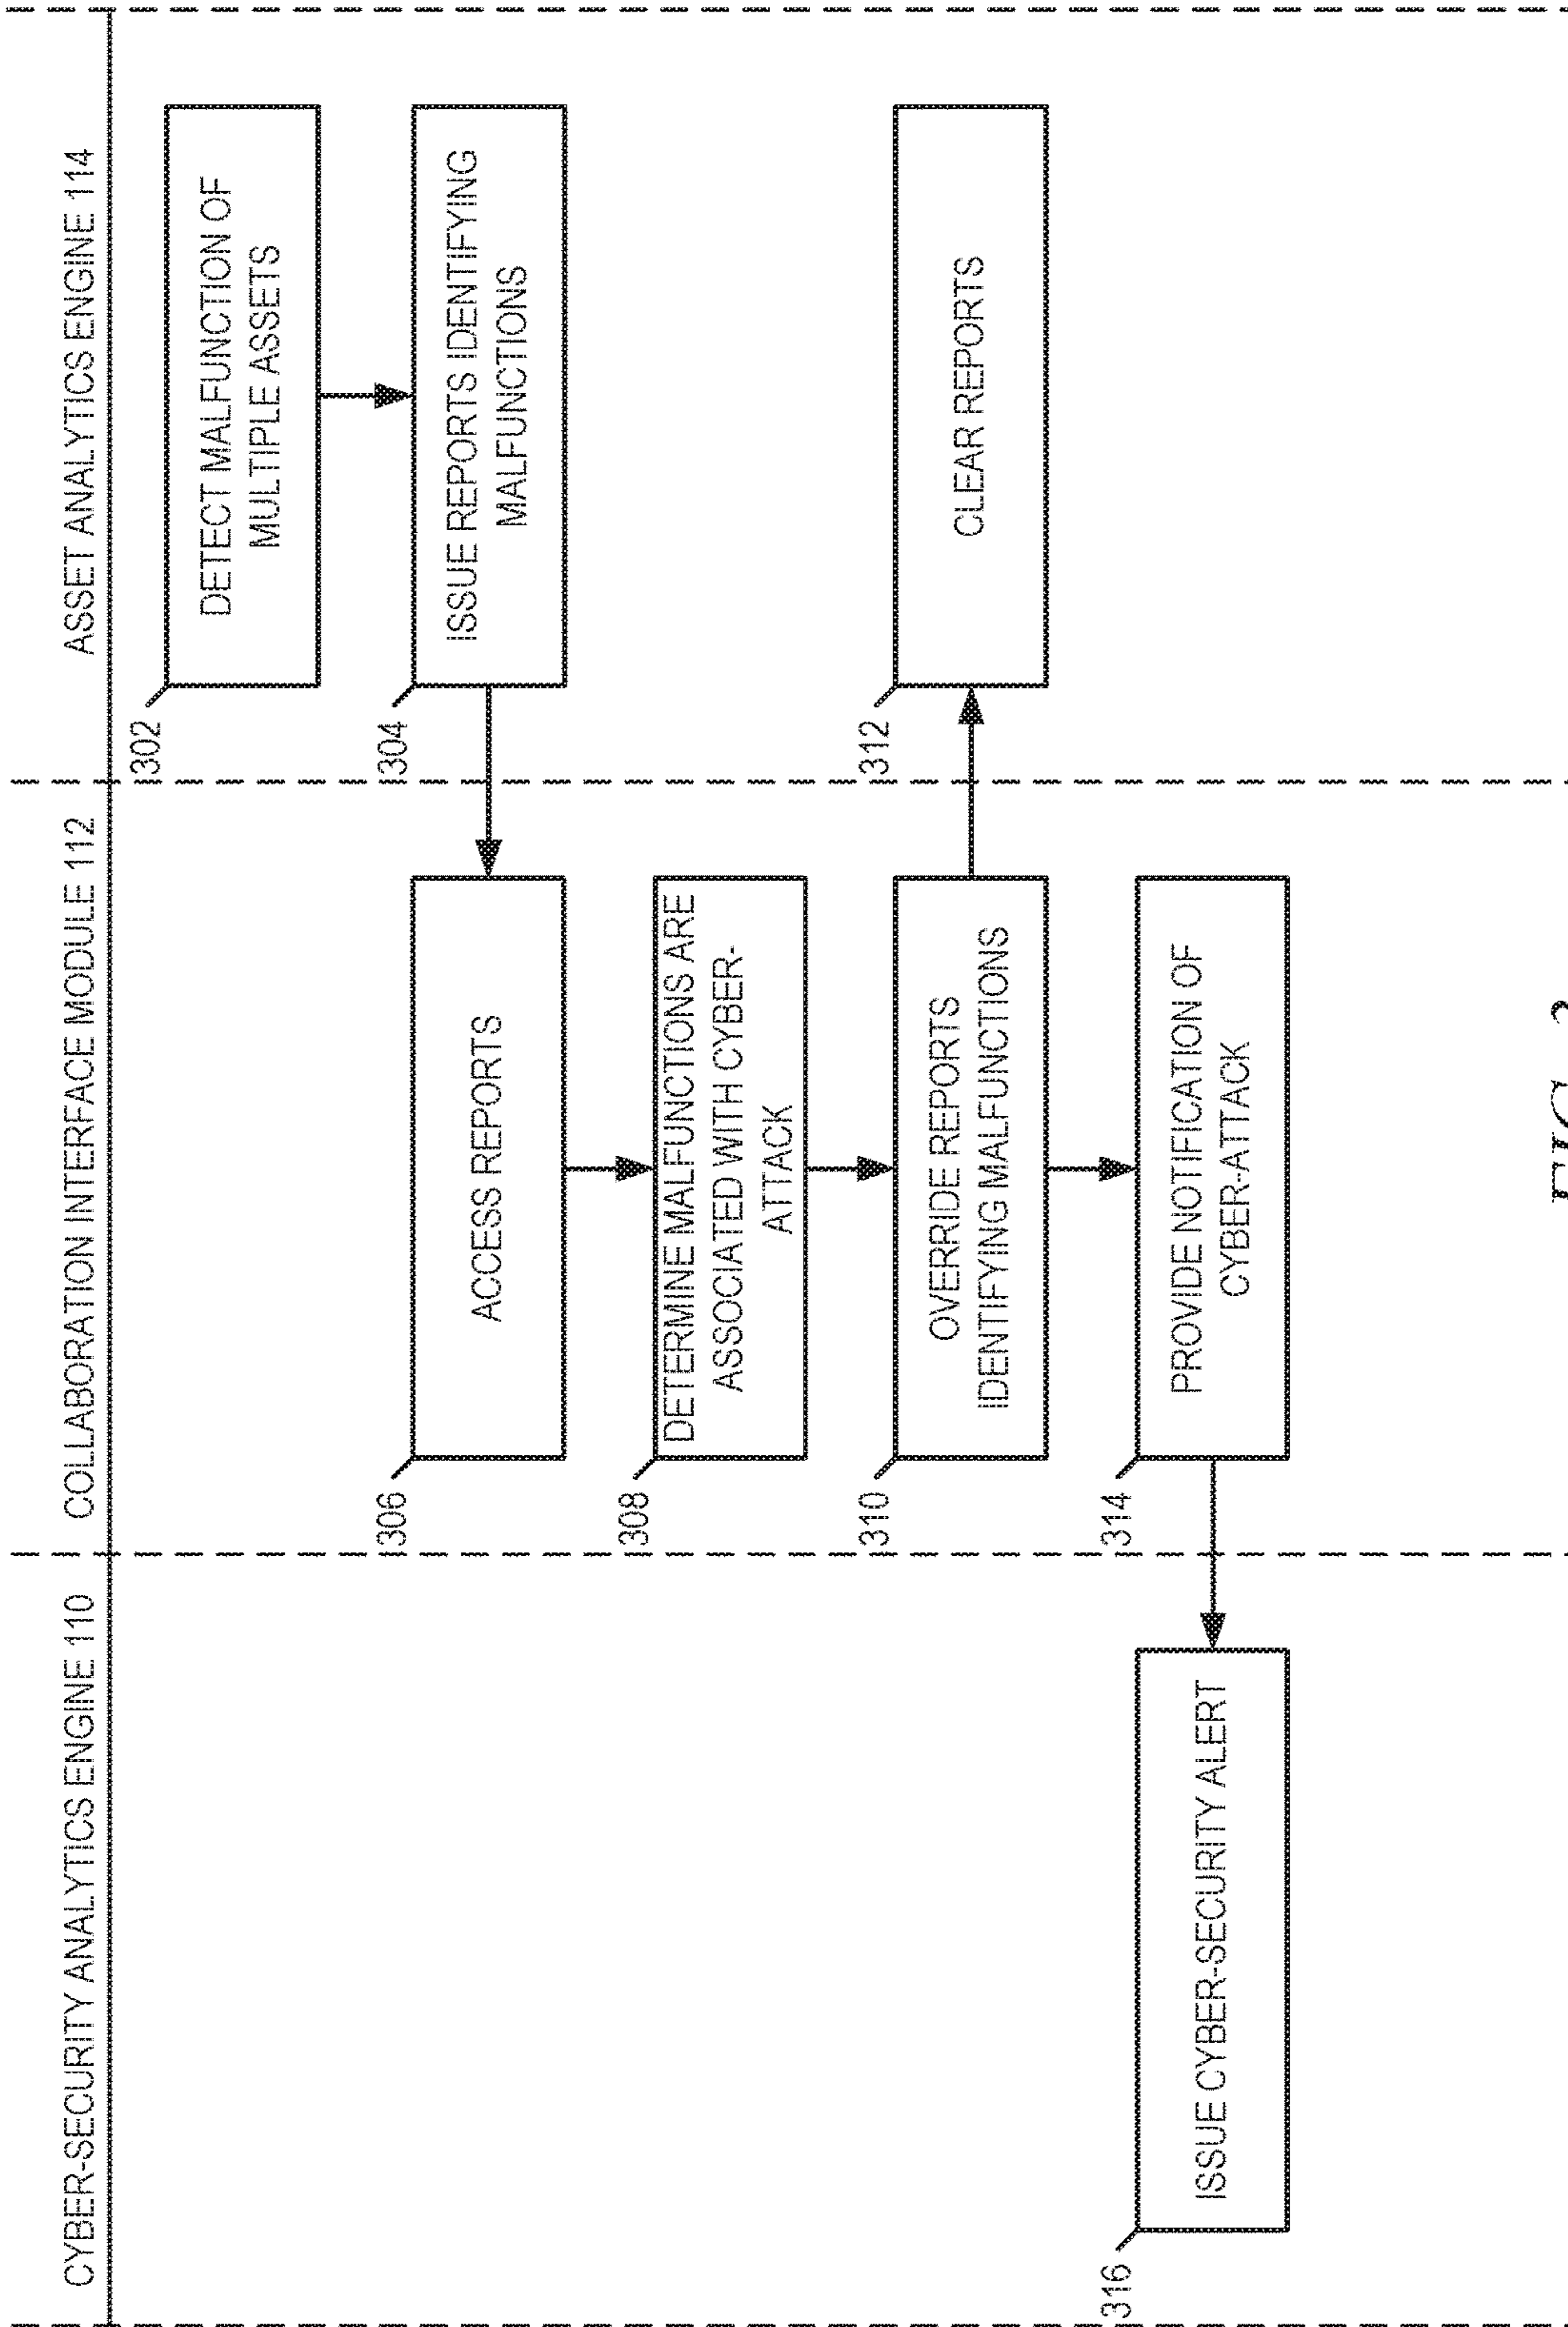 CYBER-SECURITY ANALYTICS ENGINE 110
COLLABORATION INTERFACE MODULE 112
ASSET ANALYTICS ENGINE 114
302
DETECT MALFUNCTION OF
MULTIPLE ASSETS
304
ISSUE REPORTS IDENTIFYING
MALFUNCTIONS
306
ACCESS REPORTS
308
DETERMINE MALFUNCTIONS ARE
ASSOCIATED WITH CYBER-
ATTACK
310
OVERRIDE REPORTS
IDENTIFYING MALFUNCTIONS
312
CLEAR REPORTS
314
PROVIDE NOTIFICATION OF
CYBER-ATTACK
316
ISSUE CYBER-SECURITY ALERT